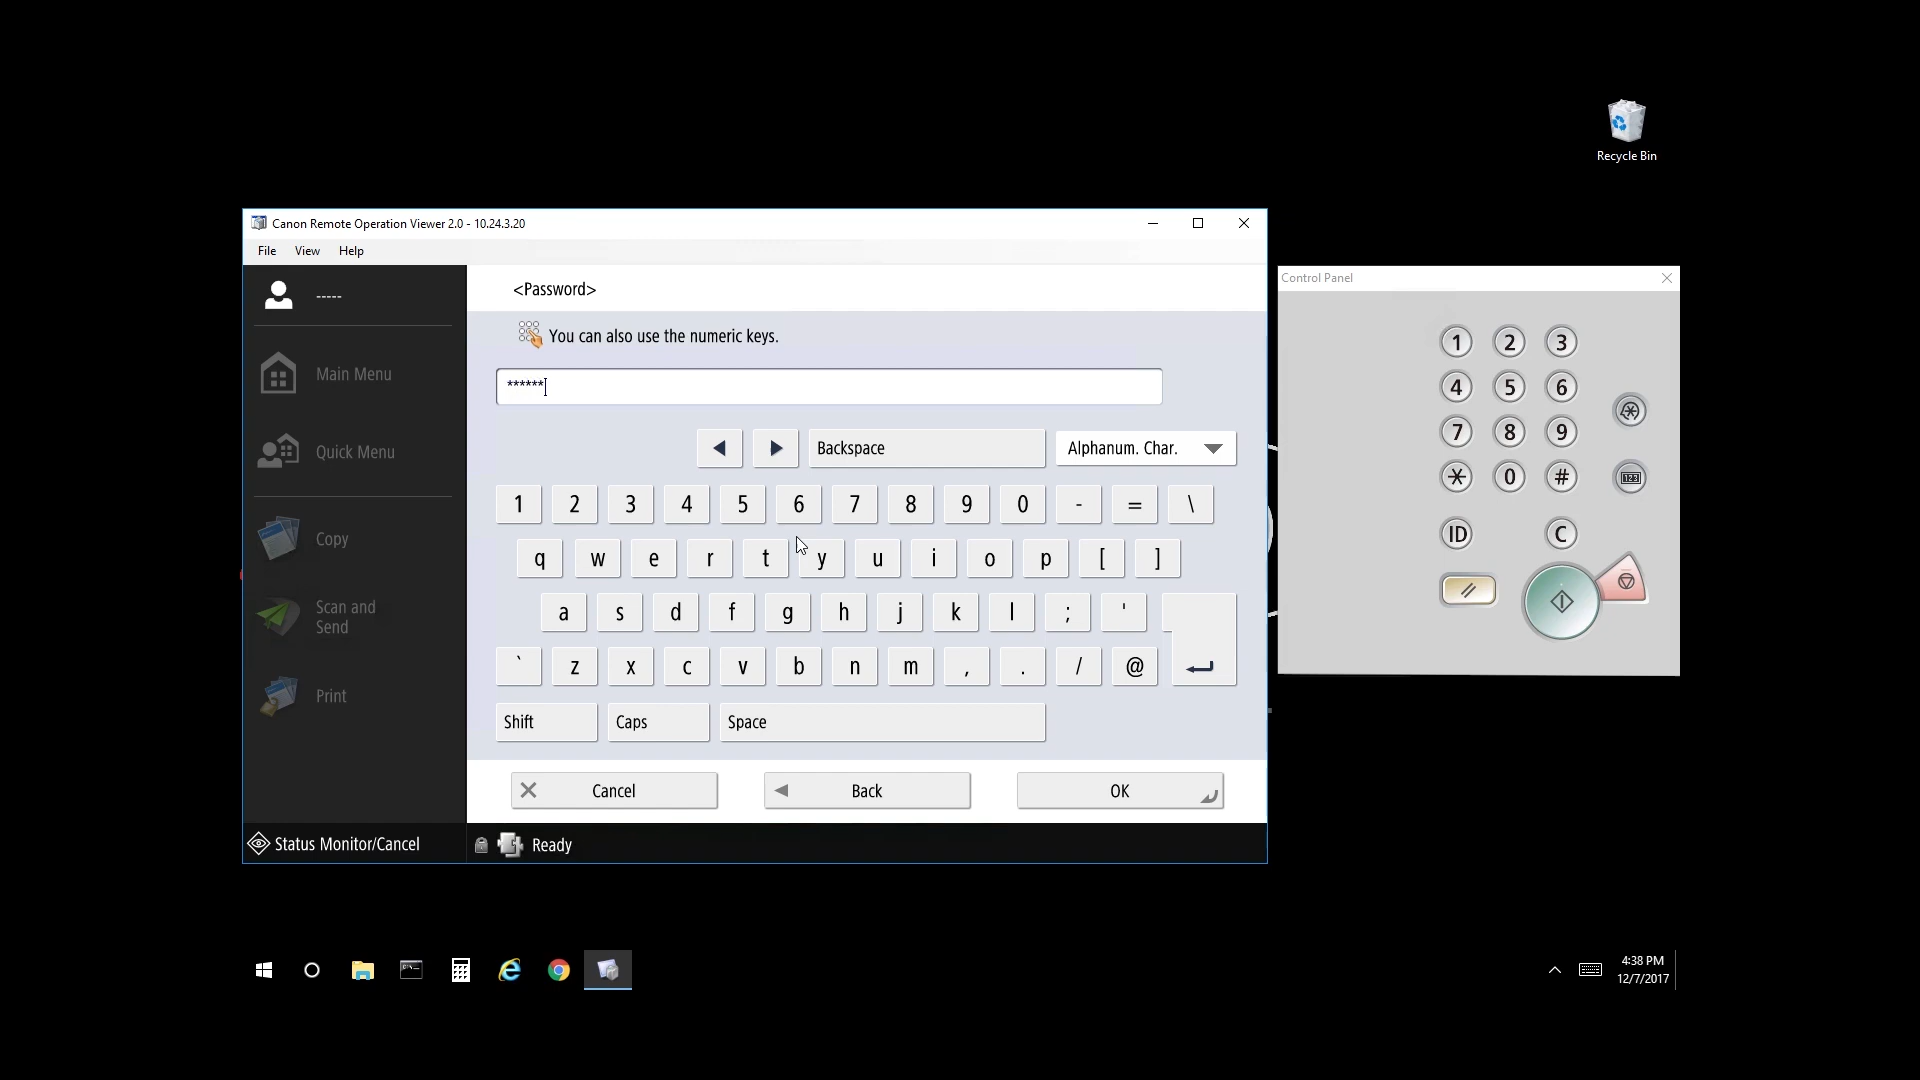 Recycle Bin
Canon Remote Operation Viewer 2.0 - 10.24.3.20
File View Help
-----
Main Menu
Quick Menu
Copy
Scan and
Send
Print
Status Monitor/Cancel
<Password>
You can also use the numeric keys.
******
Backspace
Alphanum. Char.
1 2 3 4 5 6 7 8 9 0 - = \
q w e r t y u i o p [ ]
a s d f g h j k l ; '
` z x c v b n m , . / @
Shift Caps Space
Cancel Back OK
Ready
Control Panel
1 2 3
4 5 6
7 8 9
* 0 #
ID C
4:38 PM
12/7/2017